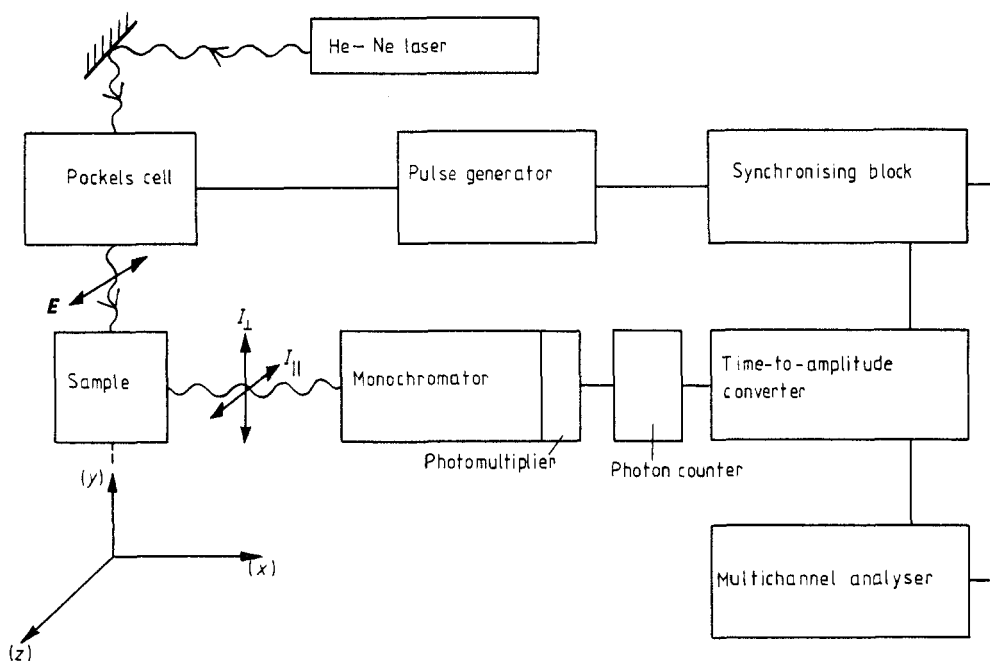 He–Ne laser
Pockels cell
Pulse generator
Synchronising block
E
I⊥
I||
Sample
Monochromator
Time-to-amplitude
converter
Photomultiplier
Photon counter
(y)
(x)
(z)
Multichannel analyser